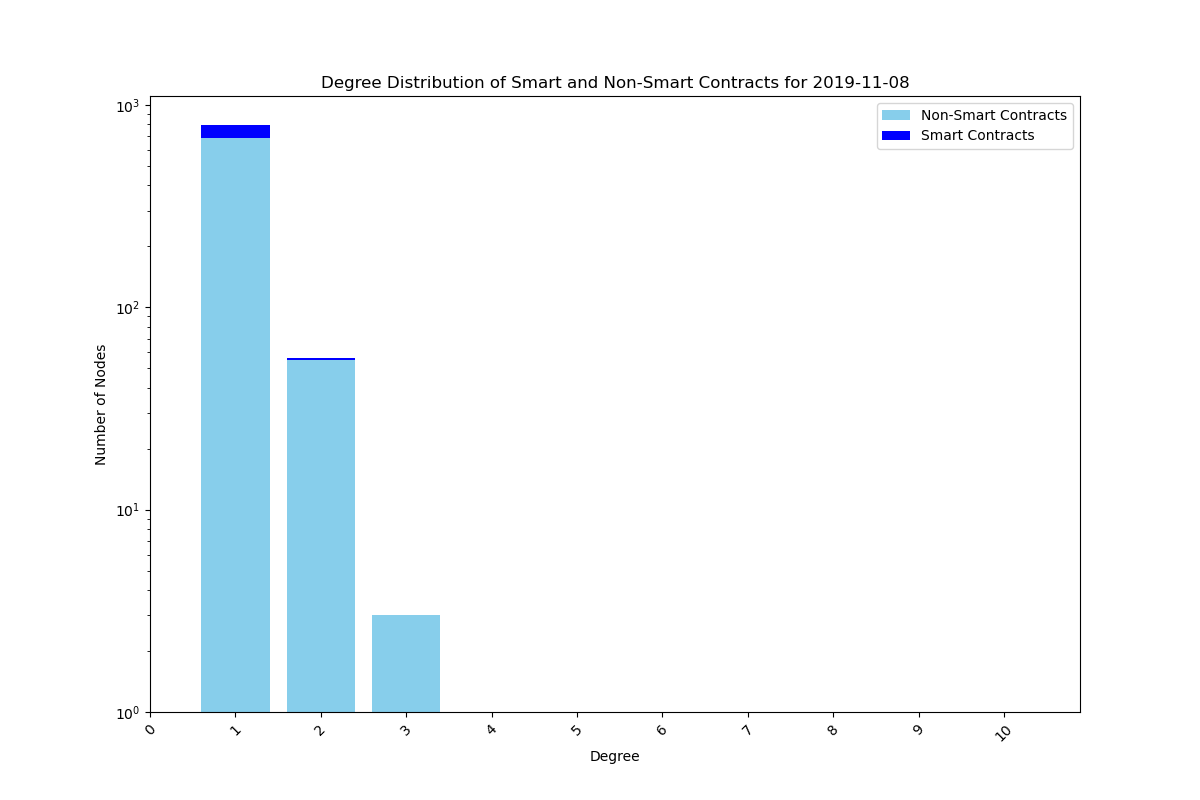 Degree Distribution of Smart and Non-Smart Contracts for 2019-11-08
Non-Smart Contracts
Smart Contracts
10³
10²
10¹
10⁰
Number of Nodes
0 1 2 3 4 5 6 7 8 9 10
Degree